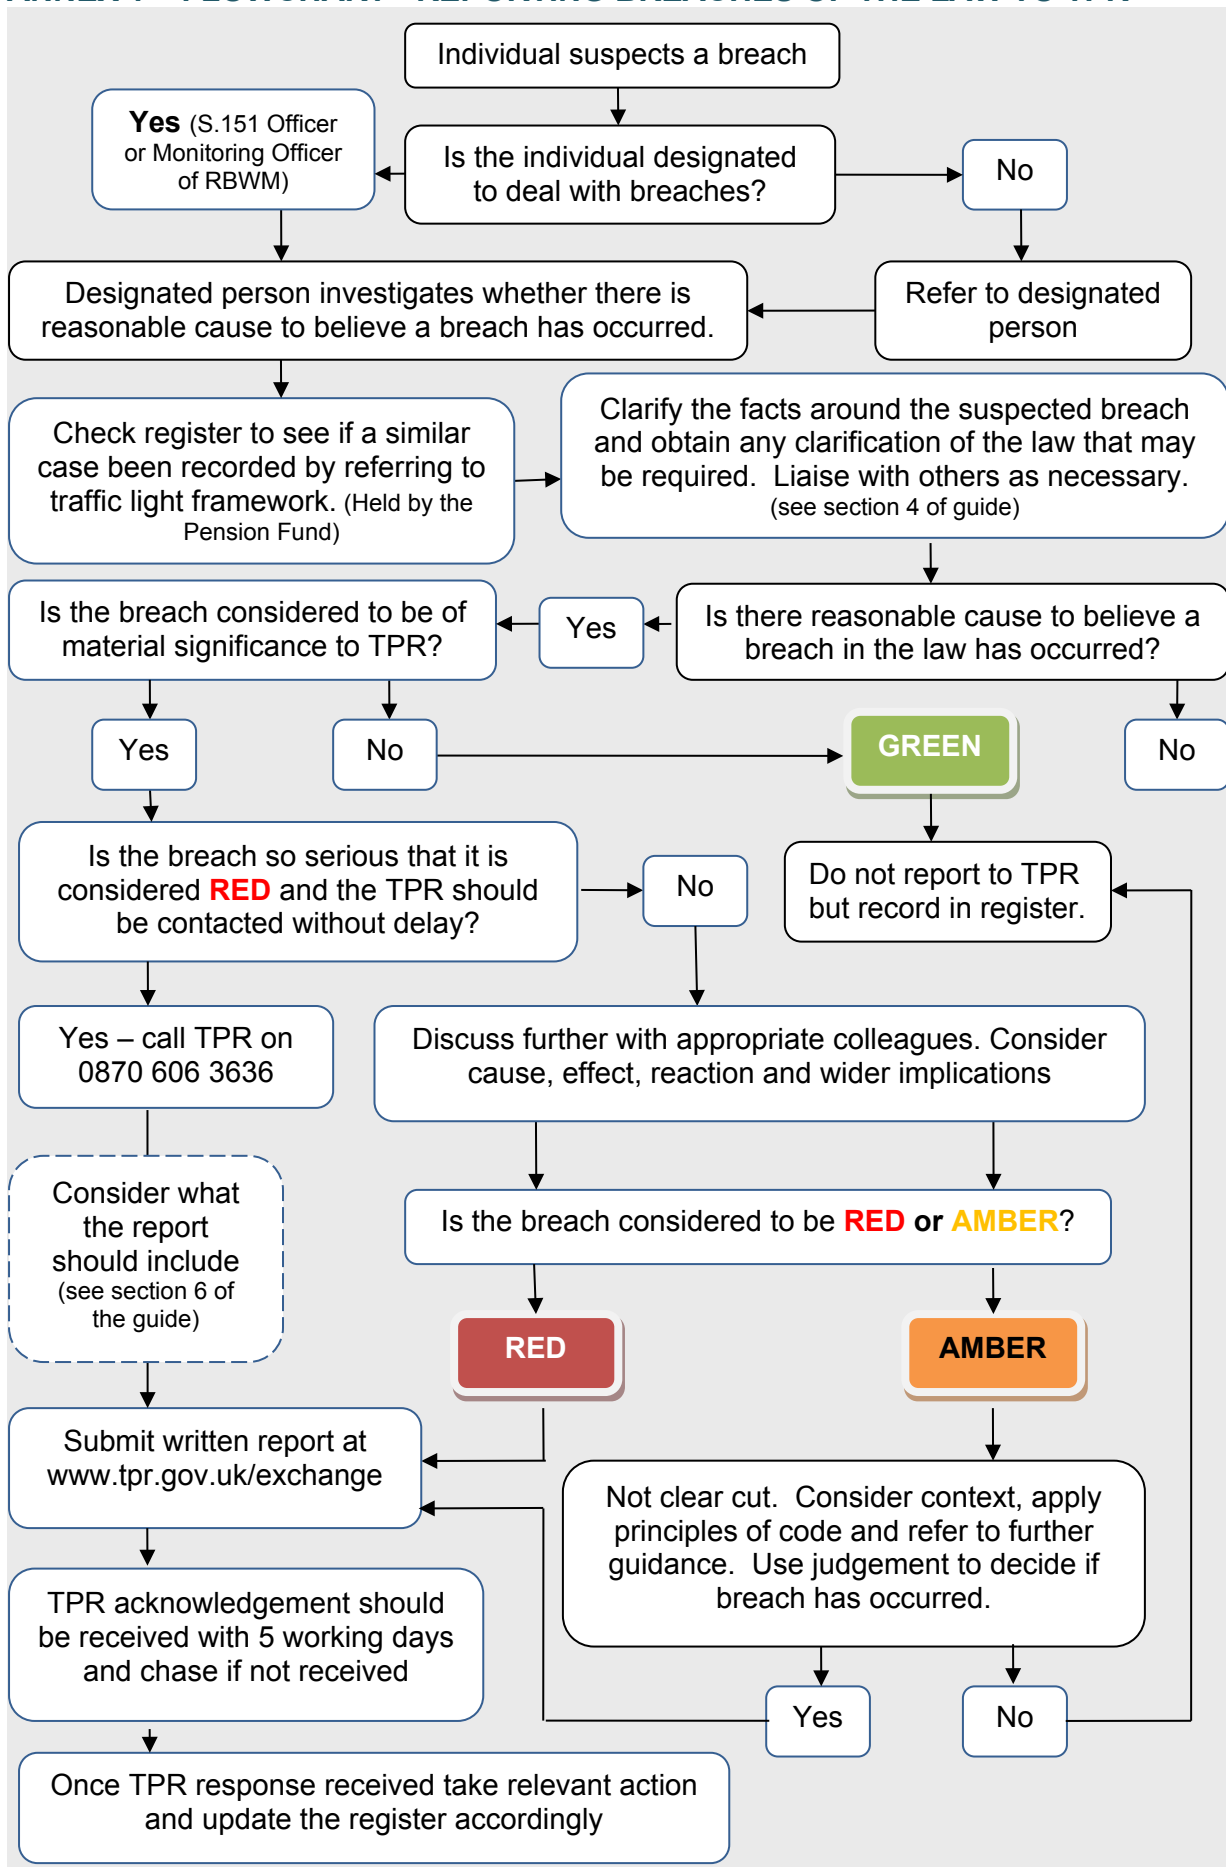 Individual suspects a breach
Yes (S.151 Officer
or Monitoring Officer
of RBWM)
Is the individual designated
to deal with breaches?
No
Designated person investigates whether there is
reasonable cause to believe a breach has occurred.
Refer to designated
person
Check register to see if a similar
case been recorded by referring to
traffic light framework. (Held by the
Pension Fund)
Clarify the facts around the suspected breach
and obtain any clarification of the law that may
be required. Liaise with others as necessary.
(see section 4 of guide)
Is the breach considered to be of
material significance to TPR?
Yes
Is there reasonable cause to believe a
breach in the law has occurred?
Yes
No
GREEN
No
Is the breach so serious that it is
considered RED and the TPR should
be contacted without delay?
No
Do not report to TPR
but record in register.
Yes – call TPR on
0870 606 3636
Discuss further with appropriate colleagues. Consider
cause, effect, reaction and wider implications
Consider what
the report
should include
(see section 6 of
the guide)
Is the breach considered to be RED or AMBER?
RED
AMBER
Submit written report at
www.tpr.gov.uk/exchange
Not clear cut. Consider context, apply
principles of code and refer to further
guidance. Use judgement to decide if
breach has occurred.
TPR acknowledgement should
be received with 5 working days
and chase if not received
Yes
No
Once TPR response received take relevant action
and update the register accordingly